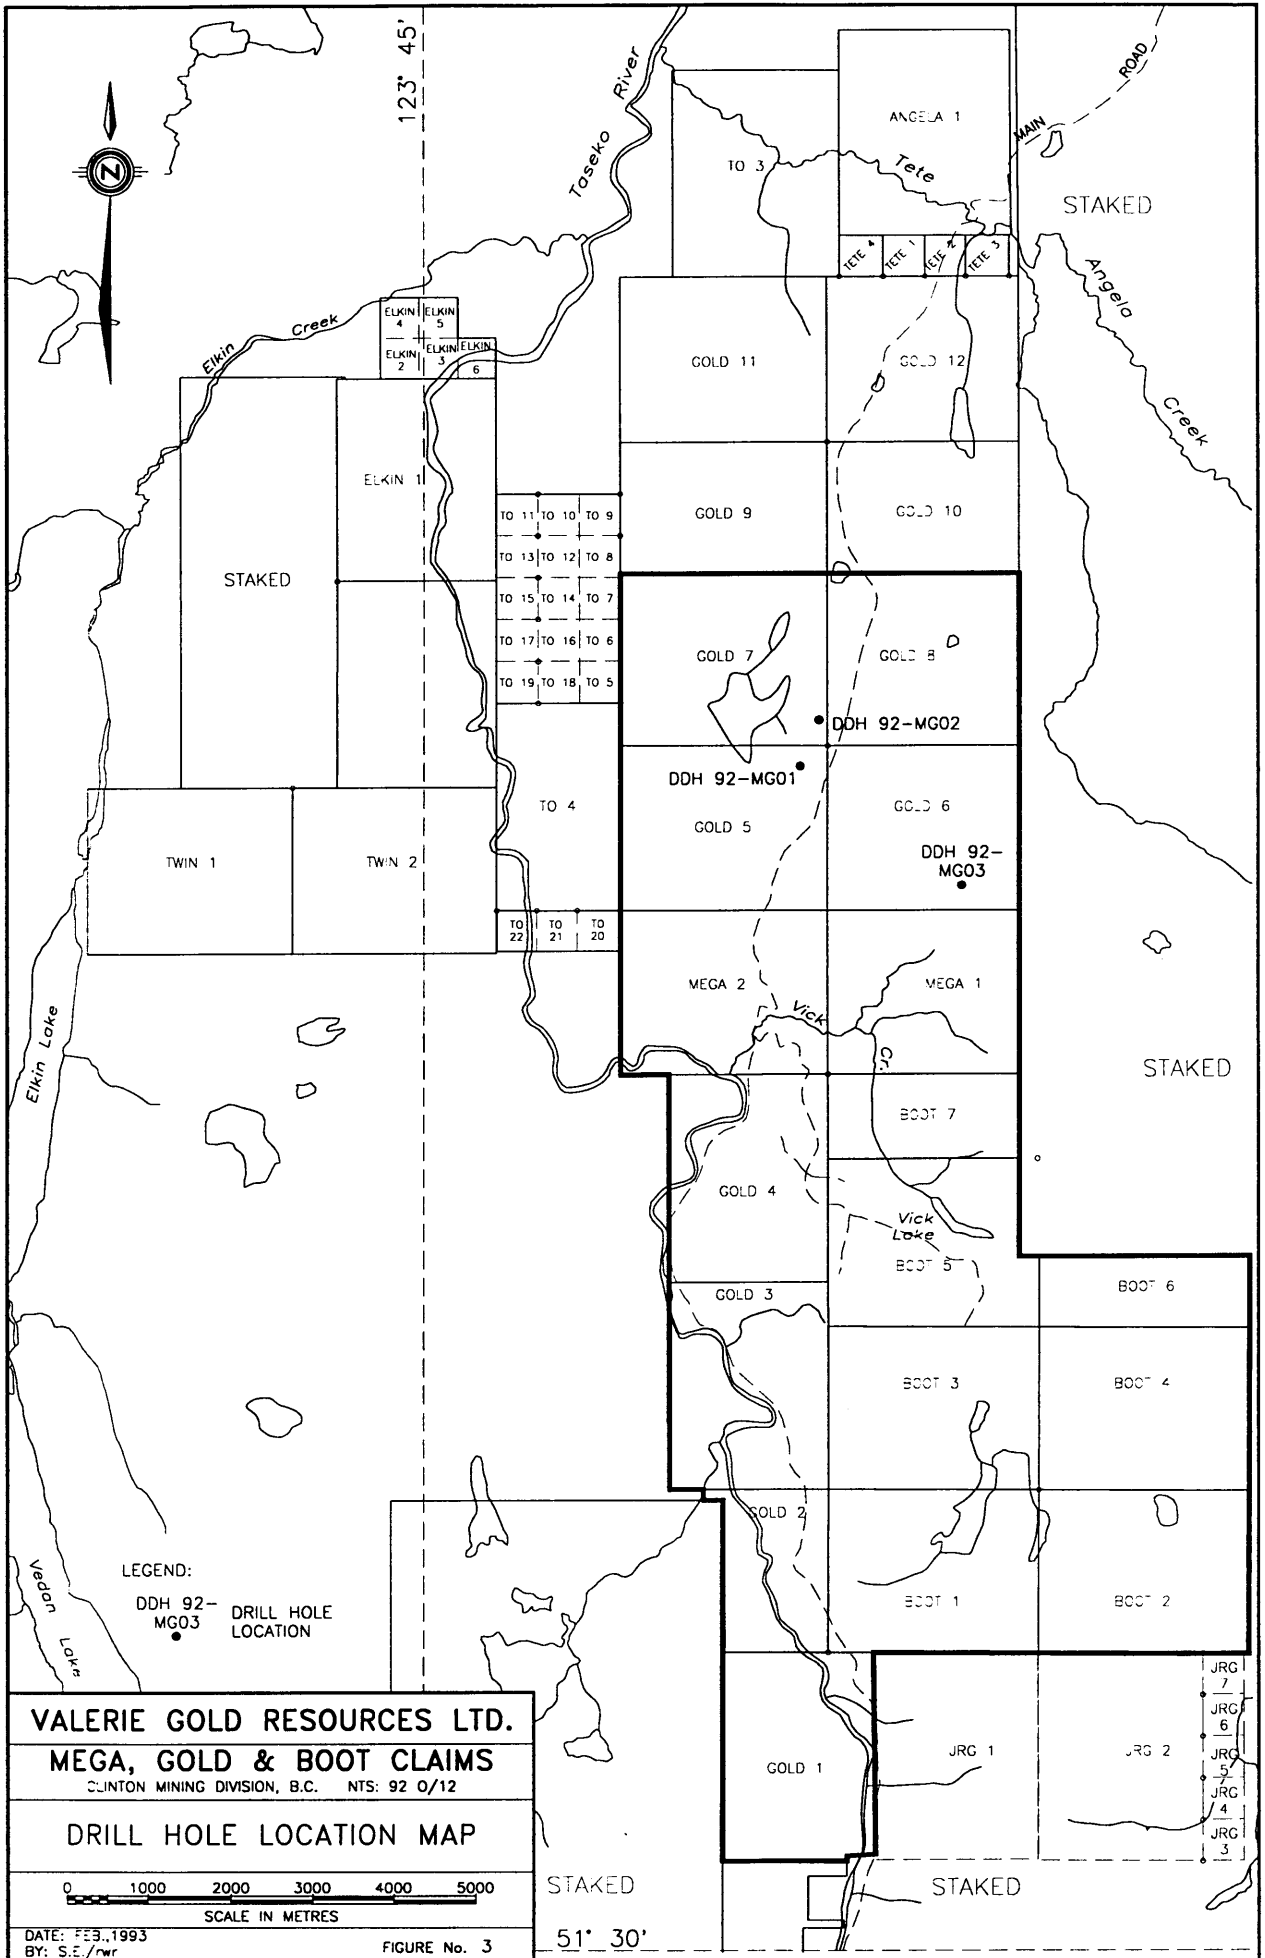 123° 45'
Taseko River
ROAD
MAIN
ANGELA 1
TO 3
Tete
STAKED
TETE 4
TETE 1
TETE 2
TETE 3
Angela
Creek
N
ELKIN 4
ELKIN 5
ELKIN 2
ELKIN 3
ELKIN 6
Elkin Creek
GOLD 11
GOLD 12
ELKIN 1
STAKED
TO 11 TO 10 TO 9
TO 13 TO 12 TO 8
TO 15 TO 14 TO 7
TO 17 TO 16 TO 6
TO 19 TO 18 TO 5
GOLD 9
GOLD 10
GOLD 7
GOLD 8
DDH 92-MG02
DDH 92-MG01
TO 4
GOLD 5
GOLD 6
DDH 92-
MG03
TWIN 1
TWIN 2
TO 22
TO 21
TO 20
MEGA 2
MEGA 1
Vick
Cr.
Elkin Lake
STAKED
BOOT 7
GOLD 4
Vick
Lake
BOOT 5
BOOT 6
GOLD 3
BOOT 3
BOOT 4
GOLD 2
BOOT 1
BOOT 2
Vedan Lake
LEGEND:
DDH 92-
MG03
DRILL HOLE
LOCATION
JRG 7
JRG 6
JRG 5
JRG 4
JRG 3
JRG 1
JRG 2
GOLD 1
STAKED
STAKED
51° 30'
VALERIE GOLD RESOURCES LTD.
MEGA, GOLD & BOOT CLAIMS
CLINTON MINING DIVISION, B.C. NTS: 92 O/12
DRILL HOLE LOCATION MAP
0 1000 2000 3000 4000 5000
SCALE IN METRES
DATE: FEB.,1993
BY: S.E./rwr
FIGURE No. 3